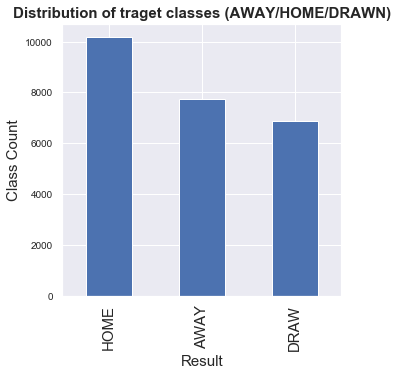 Distribution of traget classes (AWAY/HOME/DRAWN)
10000
8000
6000
4000
2000
0
Class Count
HOME
AWAY
DRAW
Result